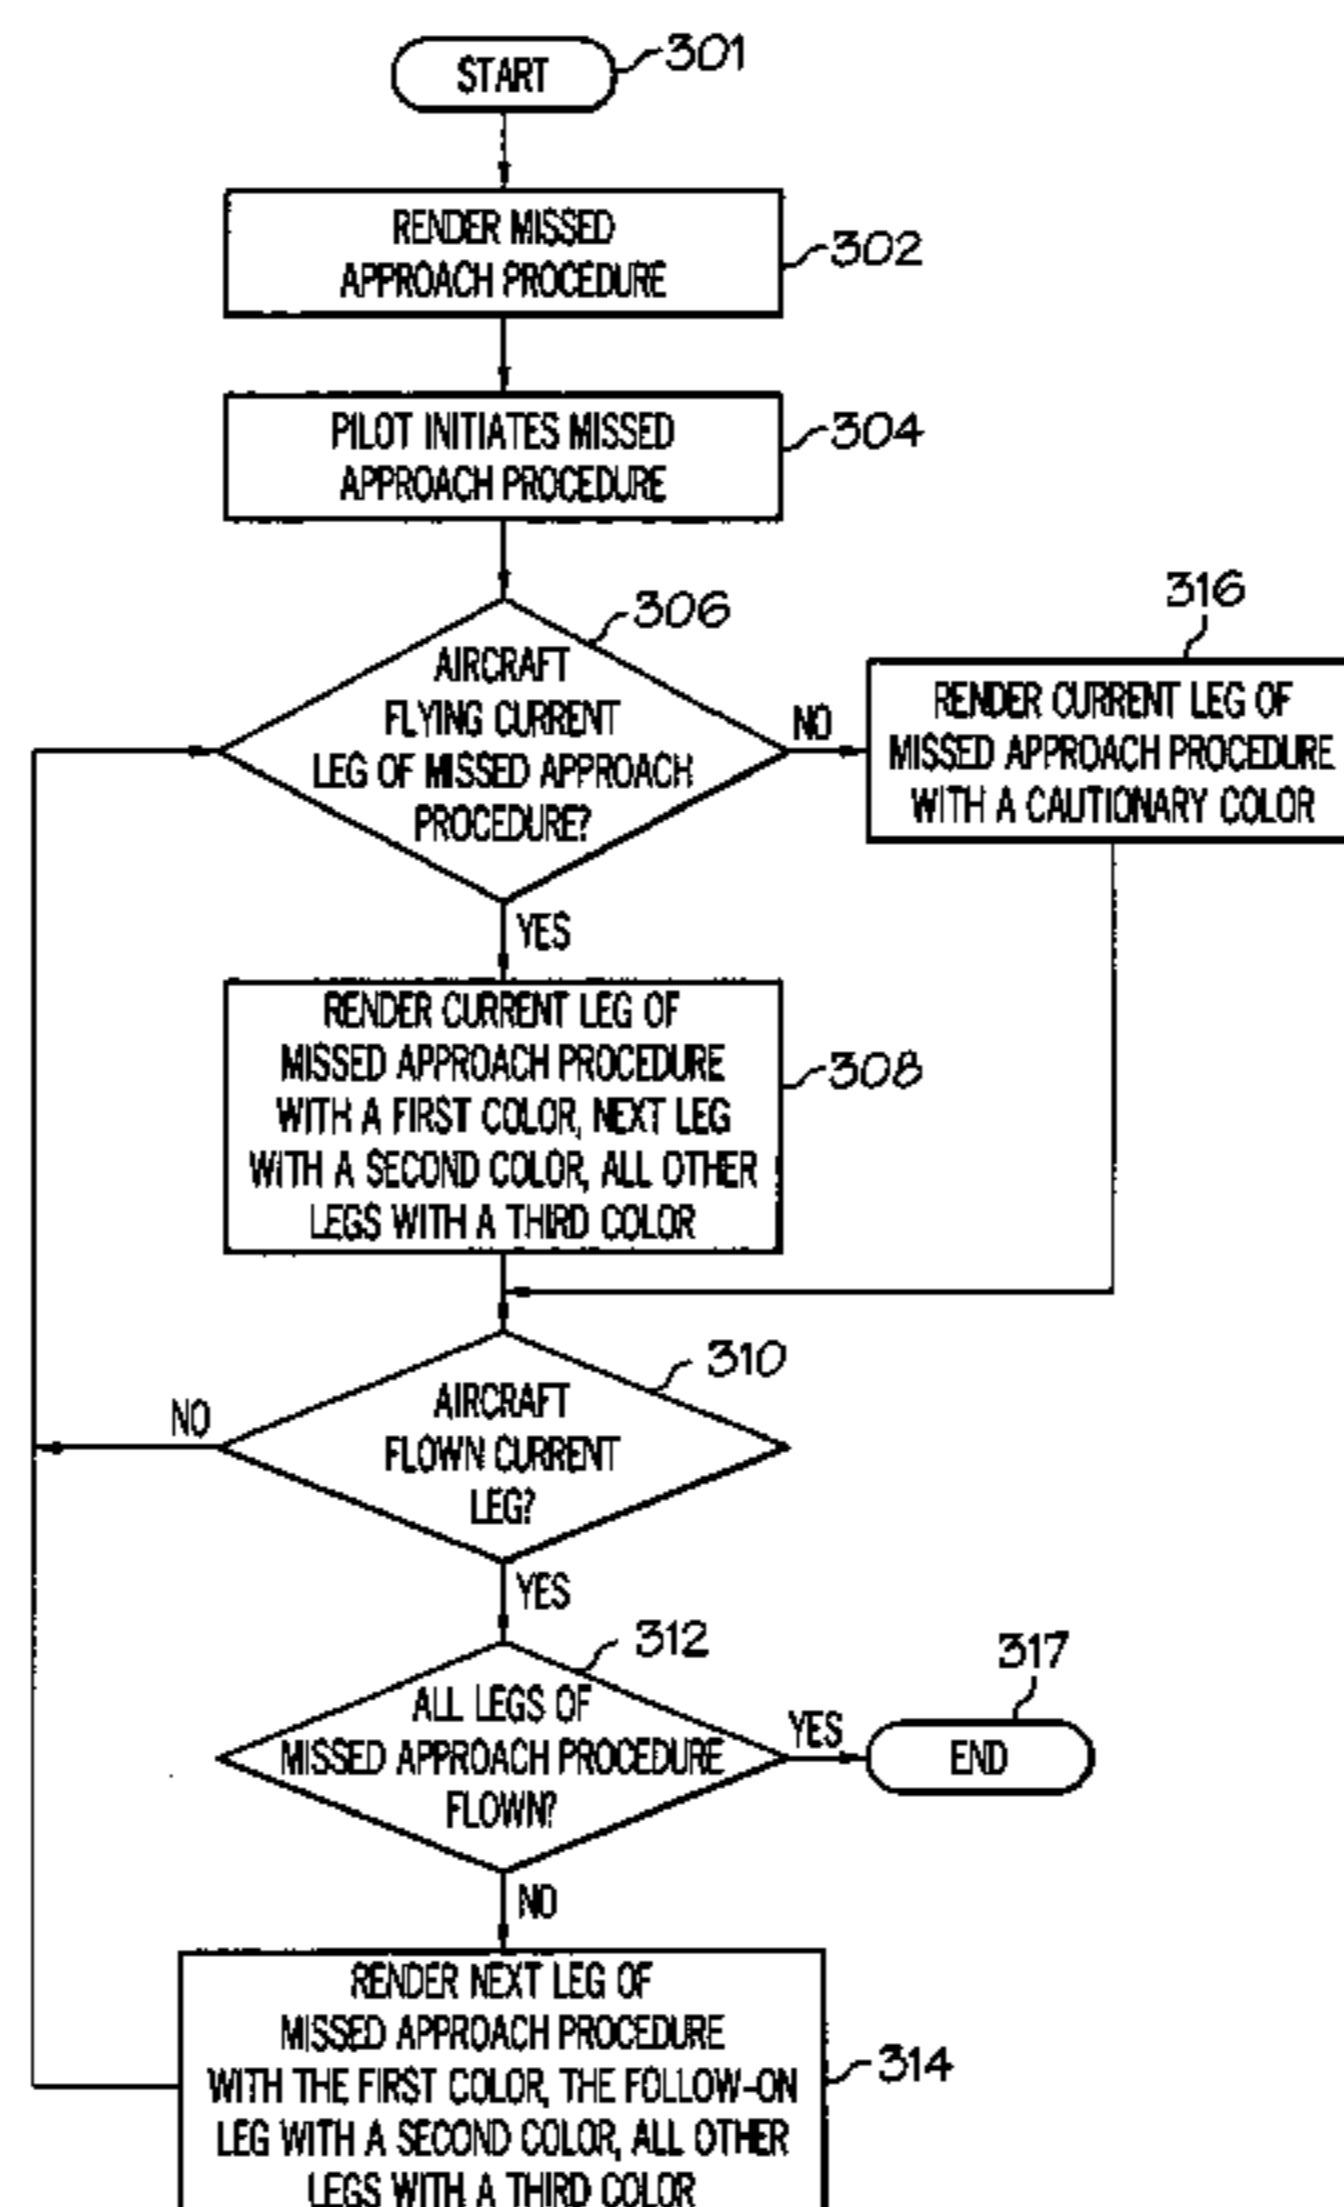 START
301
RENDER MISSED
APPROACH PROCEDURE
302
PILOT INITIATES MISSED
APPROACH PROCEDURE
304
306
AIRCRAFT
FLYING CURRENT
LEG OF MISSED APPROACH
PROCEDURE?
NO
316
RENDER CURRENT LEG OF
MISSED APPROACH PROCEDURE
WITH A CAUTIONARY COLOR
YES
RENDER CURRENT LEG OF
MISSED APPROACH PROCEDURE
WITH A FIRST COLOR, NEXT LEG
WITH A SECOND COLOR, ALL OTHER
LEGS WITH A THIRD COLOR
308
310
AIRCRAFT
FLOWN CURRENT
LEG?
NO
YES
312
ALL LEGS OF
MISSED APPROACH PROCEDURE
FLOWN?
YES
317
END
NO
RENDER NEXT LEG OF
MISSED APPROACH PROCEDURE
WITH THE FIRST COLOR, THE FOLLOW-ON
LEG WITH A SECOND COLOR, ALL OTHER
LEGS WITH A THIRD COLOR
314